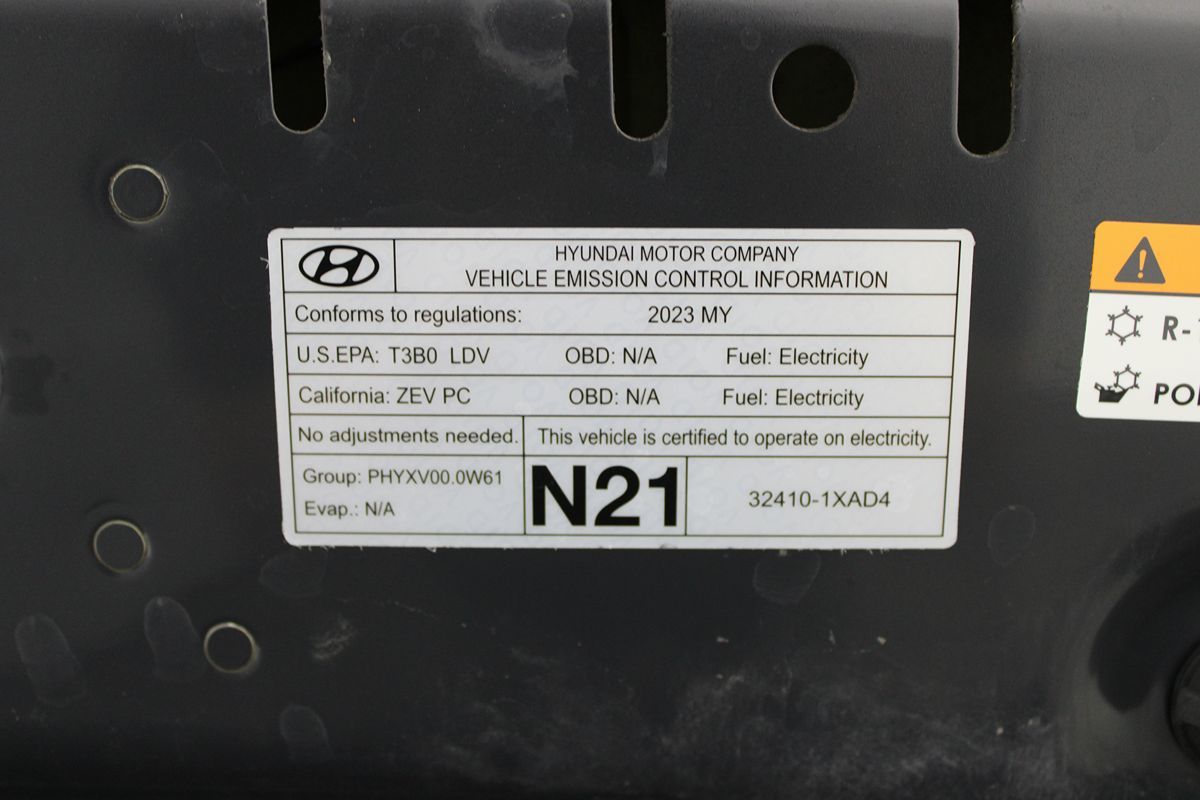 HYUNDAI MOTOR COMPANY
VEHICLE EMISSION CONTROL INFORMATION
Conforms to regulations: 2023 MY
U.S.EPA: T3B0 LDV OBD: N/A Fuel: Electricity
California: ZEV PC OBD: N/A Fuel: Electricity
No adjustments needed. This vehicle is certified to operate on electricity.
Group: PHYXV00.0W61
Evap.: N/A
N21
32410-1XAD4
R-